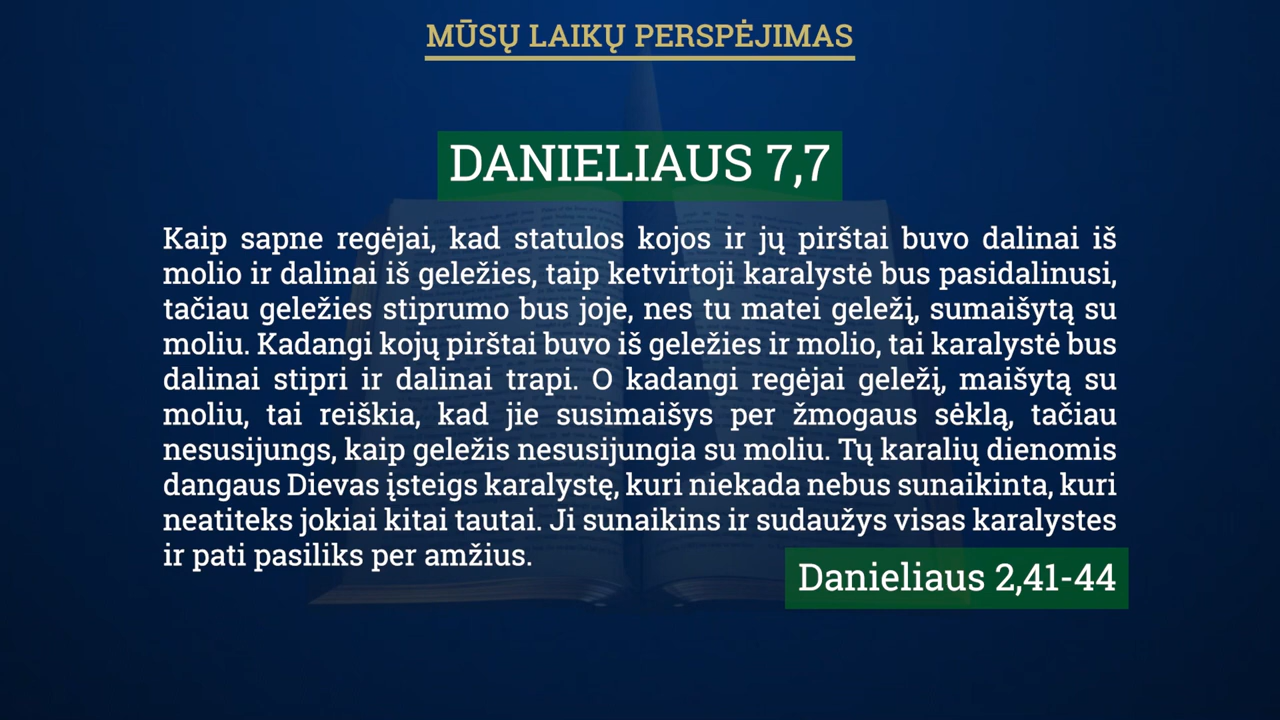 MŪSŲ LAIKŲ PERSPĖJIMAS
DANIELIAUS 7,7
Kaip sapne regėjai, kad statulos kojos ir jų pirštai buvo dalinai iš
molio ir dalinai iš geležies, taip ketvirtoji karalystė bus pasidalinusi,
tačiau geležies stiprumo bus joje, nes tu matei geležį, sumaišytą su
moliu. Kadangi kojų pirštai buvo iš geležies ir molio, tai karalystė bus
dalinai stipri ir dalinai trapi. O kadangi regėjai geležį, maišytą su
moliu, tai reiškia, kad jie susimaišys per žmogaus sėklą, tačiau
nesusijungs, kaip geležis nesusijungia su moliu. Tų karalių dienomis
dangaus Dievas įsteigs karalystę, kuri niekada nebus sunaikinta, kuri
neatiteks jokiai kitai tautai. Ji sunaikins ir sudaužys visas karalystes
ir pati pasiliks per amžius.
Danieliaus 2,41-44